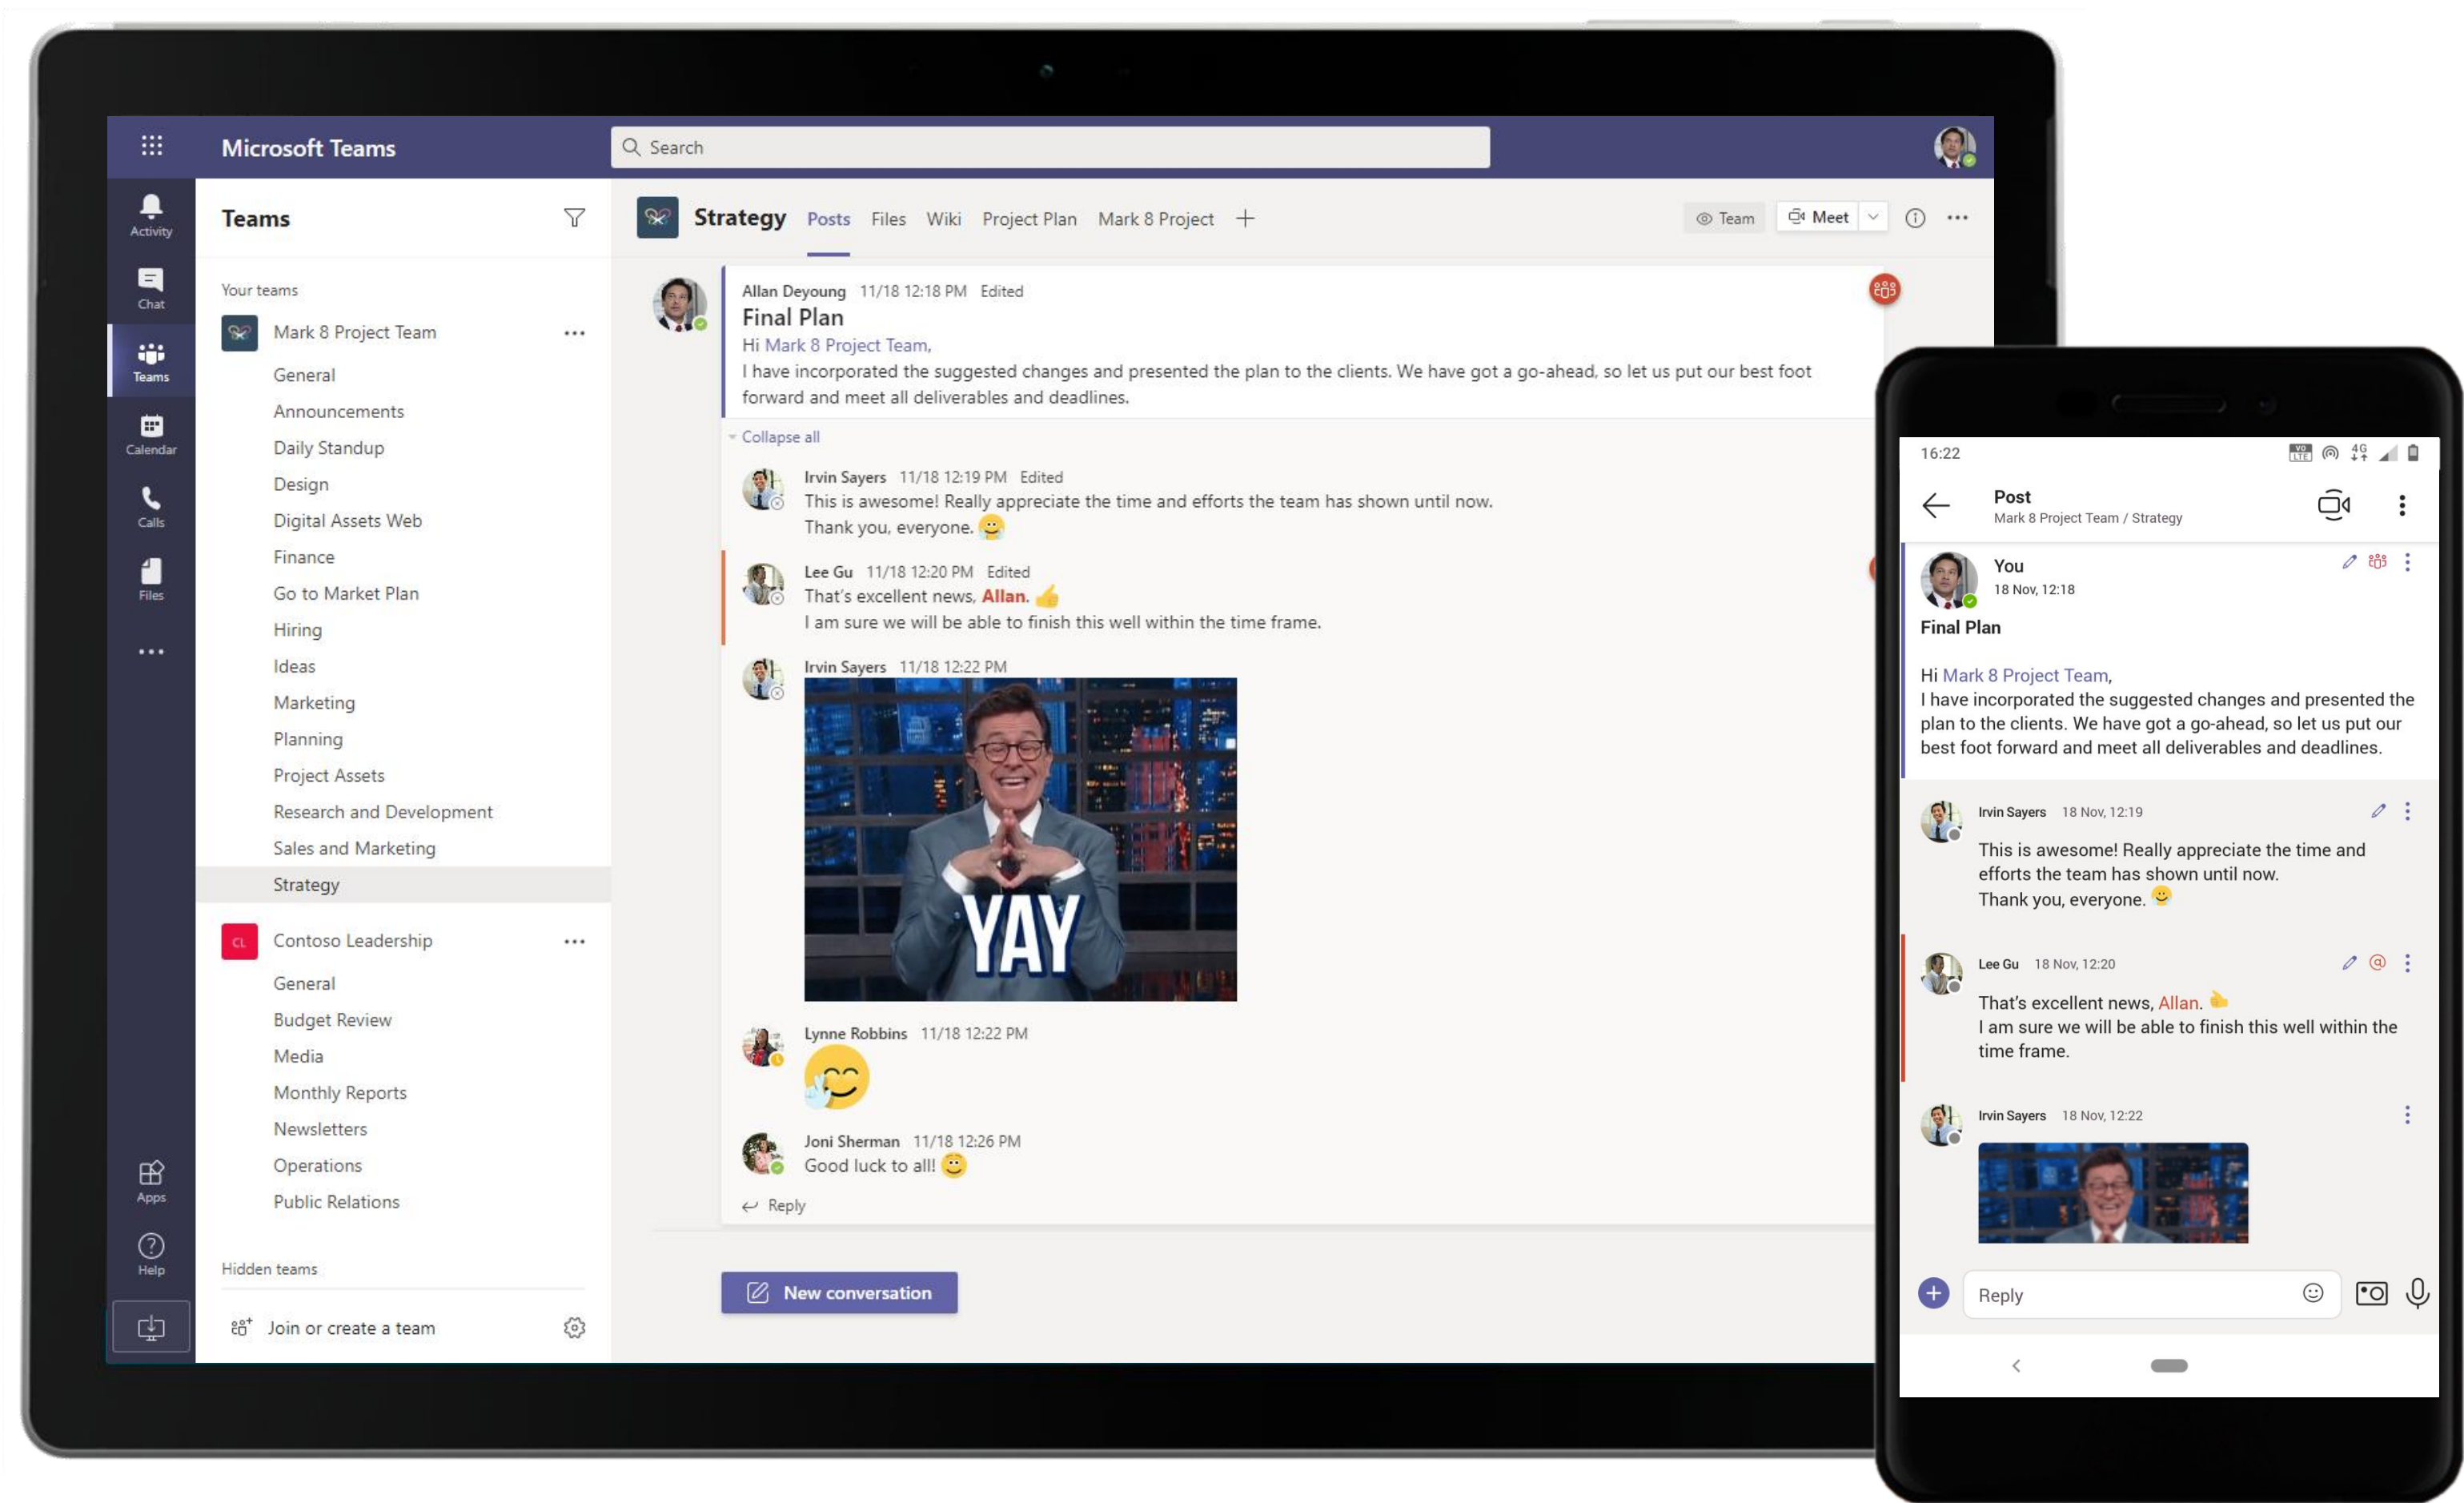 Microsoft Teams
Search
Activity
Chat
Teams
Calendar
Calls
Files
Apps
Help
Teams
Your teams
Mark 8 Project Team
General
Announcements
Daily Standup
Design
Digital Assets Web
Finance
Go to Market Plan
Hiring
Ideas
Marketing
Planning
Project Assets
Research and Development
Sales and Marketing
Strategy
CL Contoso Leadership
General
Budget Review
Media
Monthly Reports
Newsletters
Operations
Public Relations
Hidden teams
Join or create a team
Strategy Posts Files Wiki Project Plan Mark 8 Project
Team Meet
Allan Deyoung 11/18 12:18 PM Edited
Final Plan
Hi Mark 8 Project Team,
I have incorporated the suggested changes and presented the plan to the clients. We have got a go-ahead, so let us put our best foot
forward and meet all deliverables and deadlines.
Collapse all
Irvin Sayers 11/18 12:19 PM Edited
This is awesome! Really appreciate the time and efforts the team has shown until now.
Thank you, everyone.
Lee Gu 11/18 12:20 PM Edited
That's excellent news, Allan.
I am sure we will be able to finish this well within the time frame.
Irvin Sayers 11/18 12:22 PM
YAY
Lynne Robbins 11/18 12:22 PM
Joni Sherman 11/18 12:26 PM
Good luck to all!
Reply
New conversation
16:22 VO LTE 4G
Post
Mark 8 Project Team / Strategy
You
18 Nov, 12:18
Final Plan
Hi Mark 8 Project Team,
I have incorporated the suggested changes and presented the
plan to the clients. We have got a go-ahead, so let us put our
best foot forward and meet all deliverables and deadlines.
Irvin Sayers 18 Nov, 12:19
This is awesome! Really appreciate the time and
efforts the team has shown until now.
Thank you, everyone.
Lee Gu 18 Nov, 12:20
That's excellent news, Allan.
I am sure we will be able to finish this well within the
time frame.
Irvin Sayers 18 Nov, 12:22
Reply